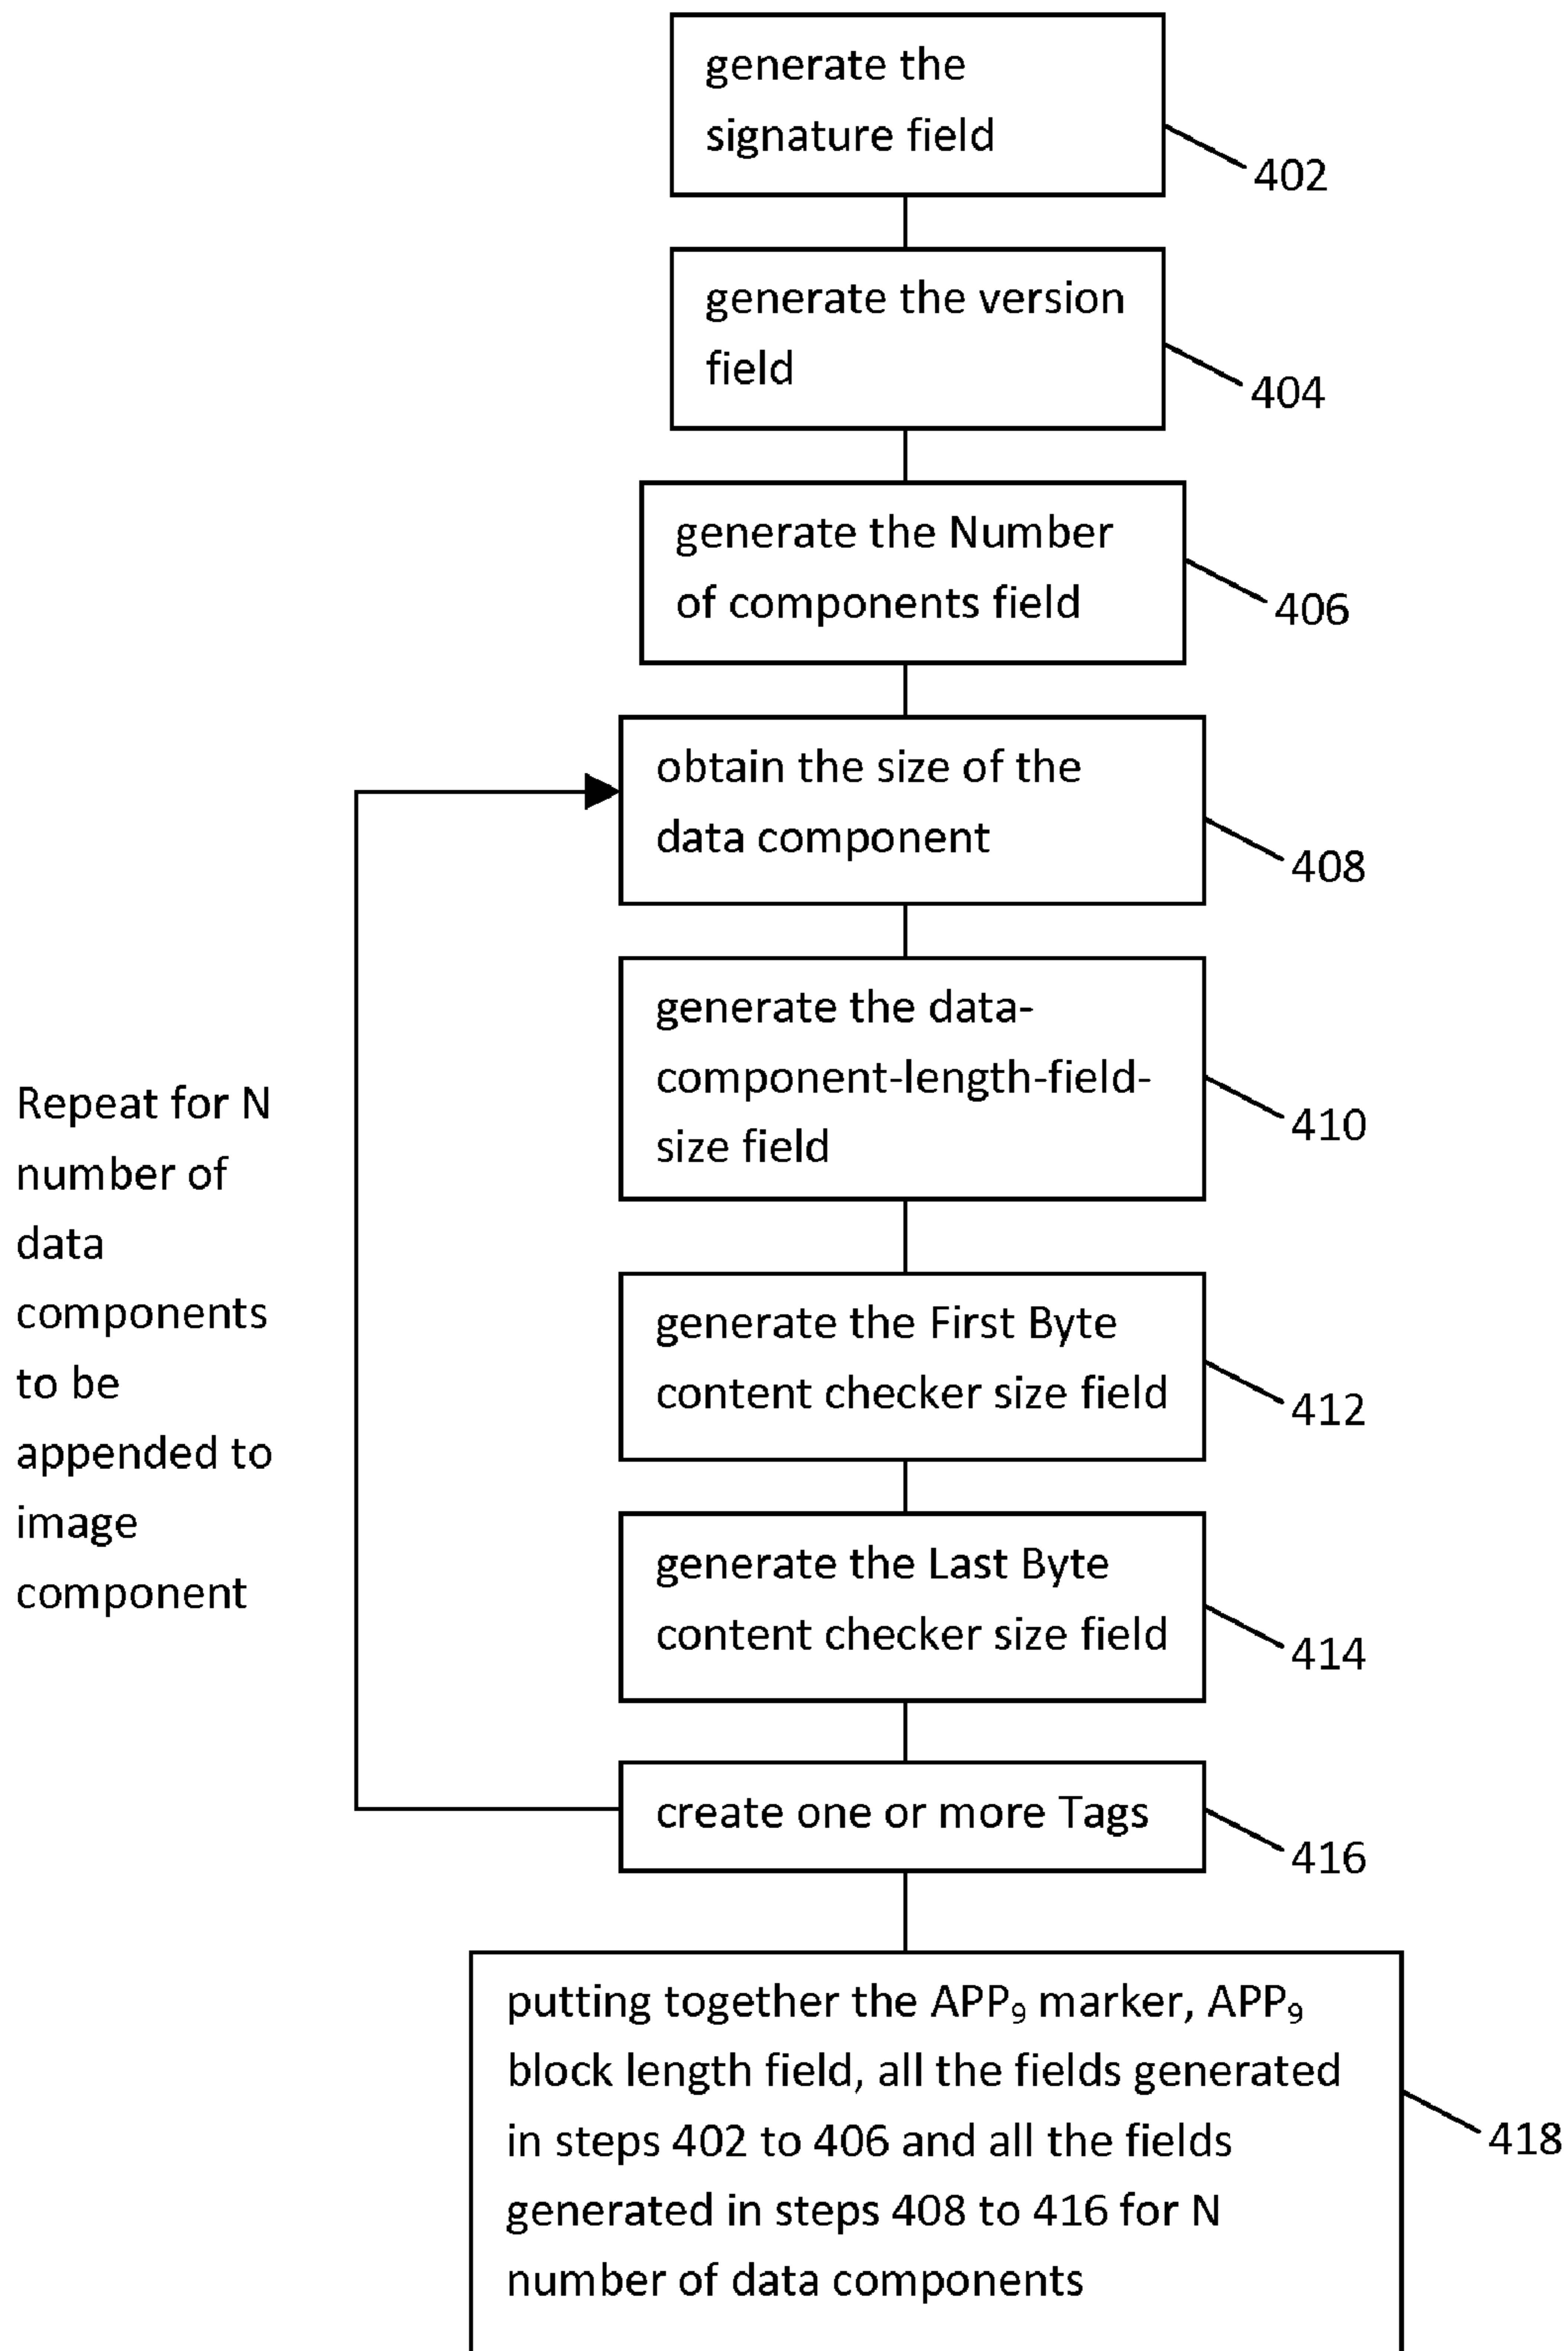 generate the
signature field
402
generate the version
field
404
generate the Number
of components field
406
obtain the size of the
data component
408
generate the data-
component-length-field-
size field
410
Repeat for N
number of
data
components
to be
appended to
image
component
generate the First Byte
content checker size field
412
generate the Last Byte
content checker size field
414
create one or more Tags
416
putting together the APP₉ marker, APP₉
block length field, all the fields generated
in steps 402 to 406 and all the fields
generated in steps 408 to 416 for N
number of data components
418